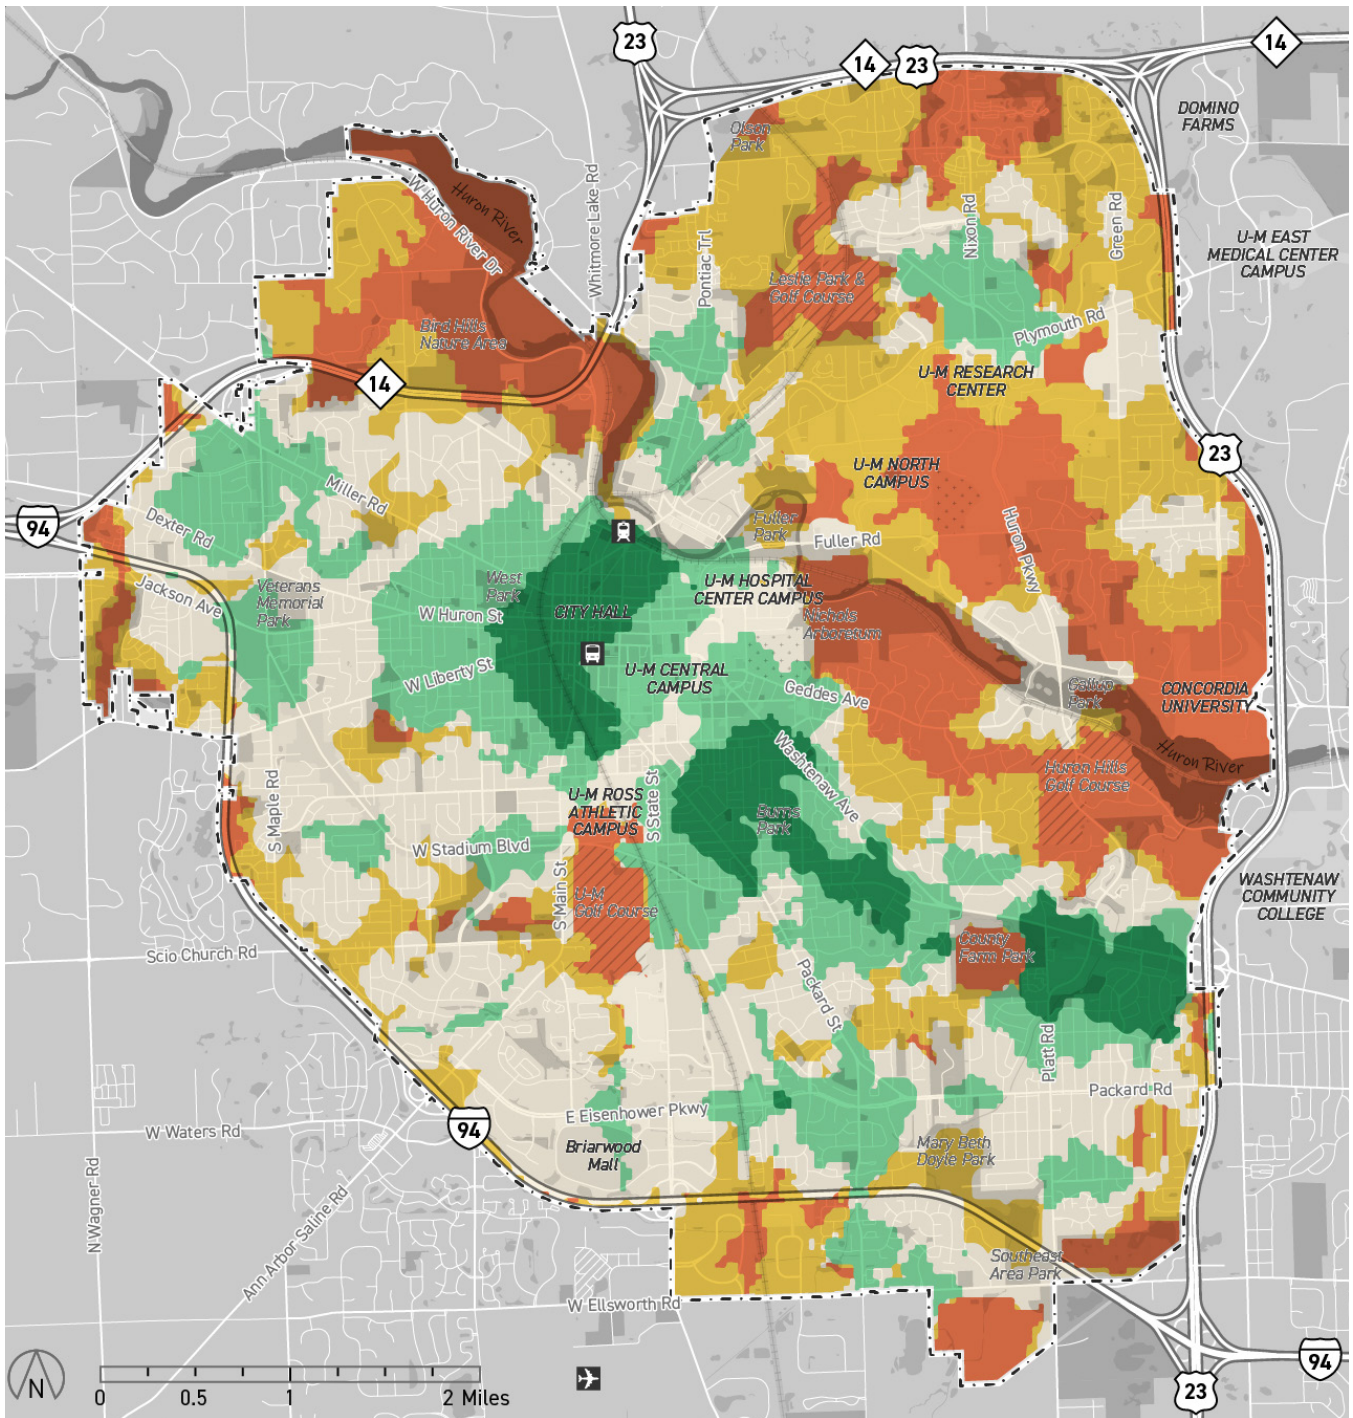 23
14
23
14
DOMINO
FARMS
Olson
Park
Huron River
W Huron River Dr
Whitmore Lake Rd
Pontiac Trl
Nixon Rd
Green Rd
U-M EAST
MEDICAL CENTER
CAMPUS
Leslie Park &
Golf Course
Bird Hills
Nature Area
Plymouth Rd
14
U-M RESEARCH
CENTER
23
U-M NORTH
CAMPUS
Miller Rd
94
Dexter Rd
Fuller
Park
Fuller Rd
Huron Pkwy
Jackson Ave
Veterans
Memorial
Park
West
Park
W Huron St
CITY HALL
U-M HOSPITAL
CENTER CAMPUS
Nichols
Arboretum
W Liberty St
U-M CENTRAL
CAMPUS
Geddes Ave
Gallup
Park
CONCORDIA
UNIVERSITY
Huron River
Huron Hills
Golf Course
Washtenaw Ave
S Maple Rd
U-M ROSS
ATHLETIC
CAMPUS
S State St
Burns
Park
W Stadium Blvd
S Main St
U-M
Golf Course
WASHTENAW
COMMUNITY
COLLEGE
Scio Church Rd
County
Farm Park
Packard St
Platt Rd
Packard Rd
E Eisenhower Pkwy
94
W Waters Rd
Briarwood
Mall
Mary Beth
Doyle Park
N Wagner Rd
Ann Arbor Saline Rd
Southeast
Area Park
W Ellsworth Rd
N
0 0.5 1 2 Miles
94
23